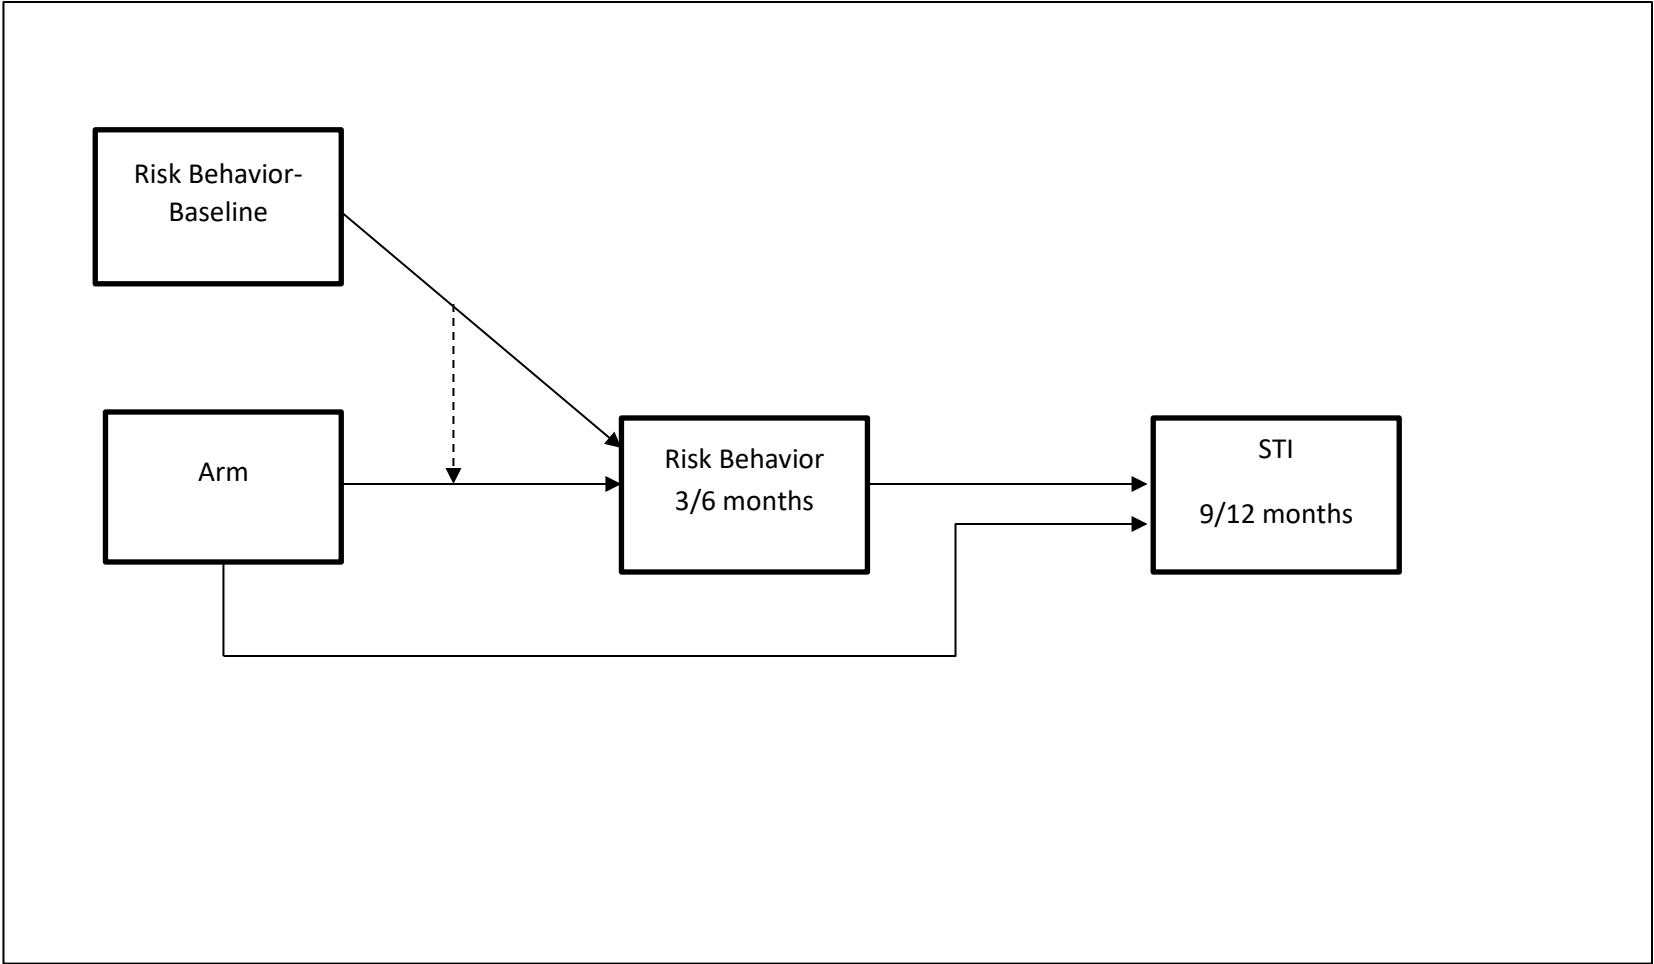 Risk Behavior-
Baseline
Arm
Risk Behavior
3/6 months
STI
9/12 months